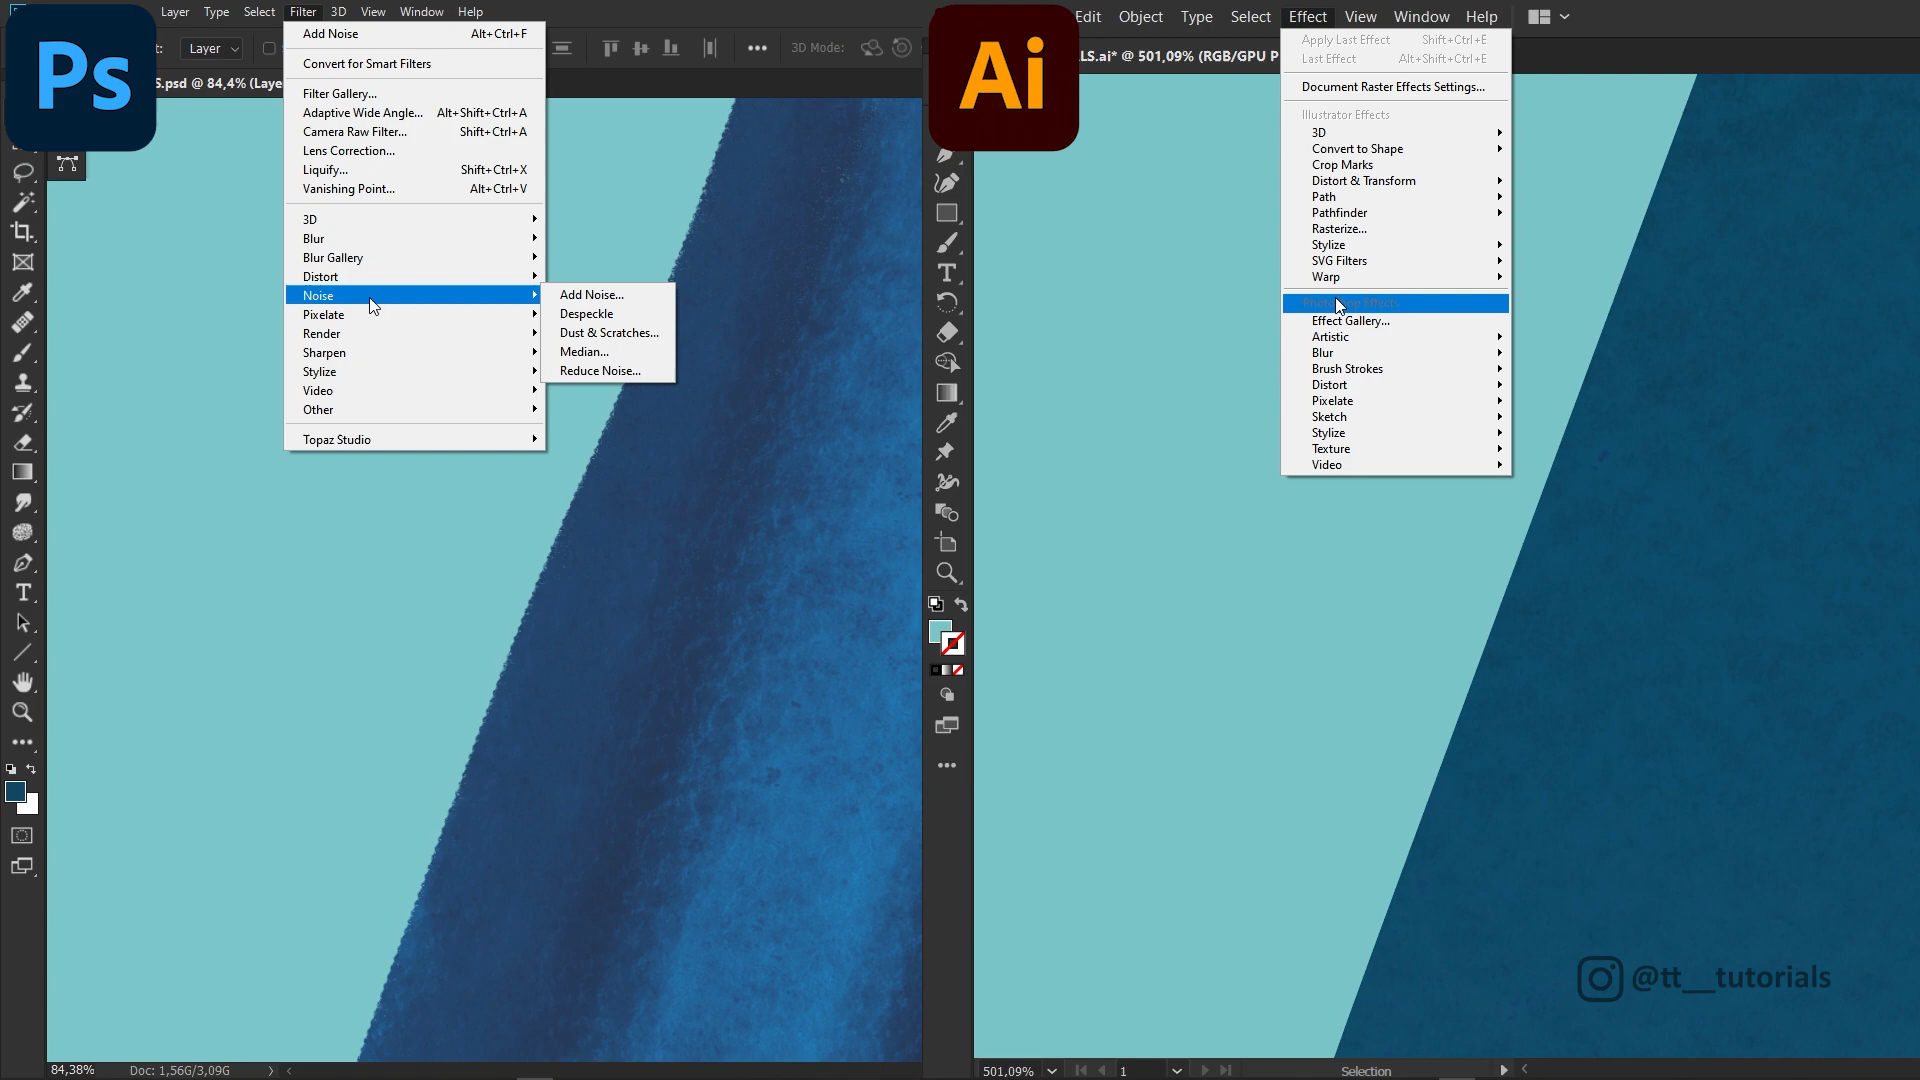 Ps
Layer Type Select Filter 3D View Window Help
Layer
3D Mode:
S.psd @ 84,4% (Laye
Add Noise Alt+Ctrl+F
Convert for Smart Filters
Filter Gallery...
Adaptive Wide Angle... Alt+Shift+Ctrl+A
Camera Raw Filter... Shift+Ctrl+A
Lens Correction...
Liquify... Shift+Ctrl+X
Vanishing Point... Alt+Ctrl+V
3D
Blur
Blur Gallery
Distort
Noise
Pixelate
Render
Sharpen
Stylize
Video
Other
Topaz Studio
Add Noise...
Despeckle
Dust & Scratches...
Median...
Reduce Noise...
84,38% Doc: 1,56G/3,09G
Ai
Edit Object Type Select Effect View Window Help
LS.ai* @ 501,09% (RGB/GPU P
Apply Last Effect Shift+Ctrl+E
Last Effect Alt+Shift+Ctrl+E
Document Raster Effects Settings...
Illustrator Effects
3D
Convert to Shape
Crop Marks
Distort & Transform
Path
Pathfinder
Rasterize...
Stylize
SVG Filters
Warp
Photoshop Effects
Effect Gallery...
Artistic
Blur
Brush Strokes
Distort
Pixelate
Sketch
Stylize
Texture
Video
@tt__tutorials
501,09% 1 Selection